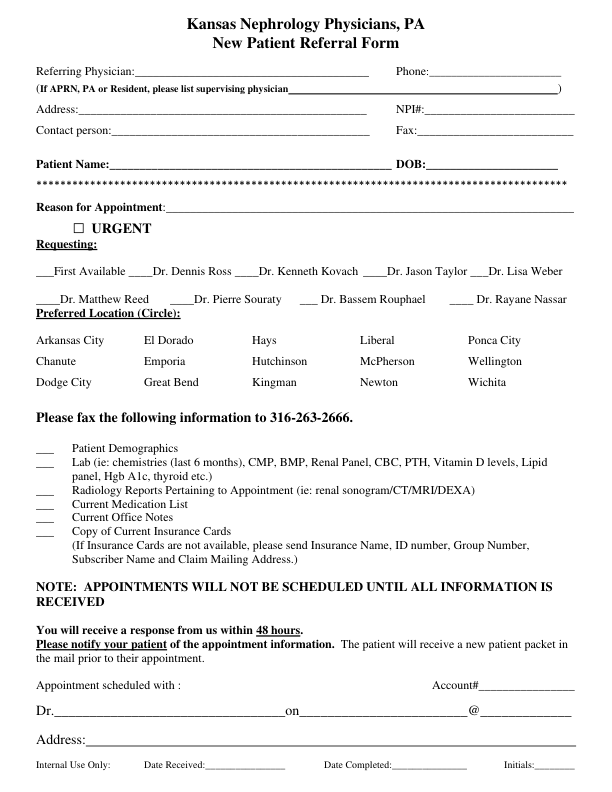 Kansas Nephrology Physicians, PA
New Patient Referral Form
Referring Physician:_______________________________________ Phone:______________________
(If APRN, PA or Resident, please list supervising physician_____________________________________________)
Address:________________________________________________ NPI#:_________________________
Contact person:___________________________________________ Fax:__________________________
Patient Name:_______________________________________________ DOB:______________________
******************************************************************************************
Reason for Appointment:____________________________________________________________________
☐ URGENT
Requesting:
___First Available ____Dr. Dennis Ross ____Dr. Kenneth Kovach ____Dr. Jason Taylor ___Dr. Lisa Weber
____Dr. Matthew Reed ____Dr. Pierre Souraty ___ Dr. Bassem Rouphael ____ Dr. Rayane Nassar
Preferred Location (Circle):
Arkansas City El Dorado Hays Liberal Ponca City
Chanute Emporia Hutchinson McPherson Wellington
Dodge City Great Bend Kingman Newton Wichita
Please fax the following information to 316-263-2666.
___ Patient Demographics
___ Lab (ie: chemistries (last 6 months), CMP, BMP, Renal Panel, CBC, PTH, Vitamin D levels, Lipid
panel, Hgb A1c, thyroid etc.)
___ Radiology Reports Pertaining to Appointment (ie: renal sonogram/CT/MRI/DEXA)
___ Current Medication List
___ Current Office Notes
___ Copy of Current Insurance Cards
(If Insurance Cards are not available, please send Insurance Name, ID number, Group Number,
Subscriber Name and Claim Mailing Address.)
NOTE: APPOINTMENTS WILL NOT BE SCHEDULED UNTIL ALL INFORMATION IS
RECEIVED
You will receive a response from us within 48 hours.
Please notify your patient of the appointment information. The patient will receive a new patient packet in
the mail prior to their appointment.
Appointment scheduled with : Account#________________
Dr._________________________________on________________________@_____________
Address:______________________________________________________________________
Internal Use Only: Date Received:________________ Date Completed:_______________ Initials:________